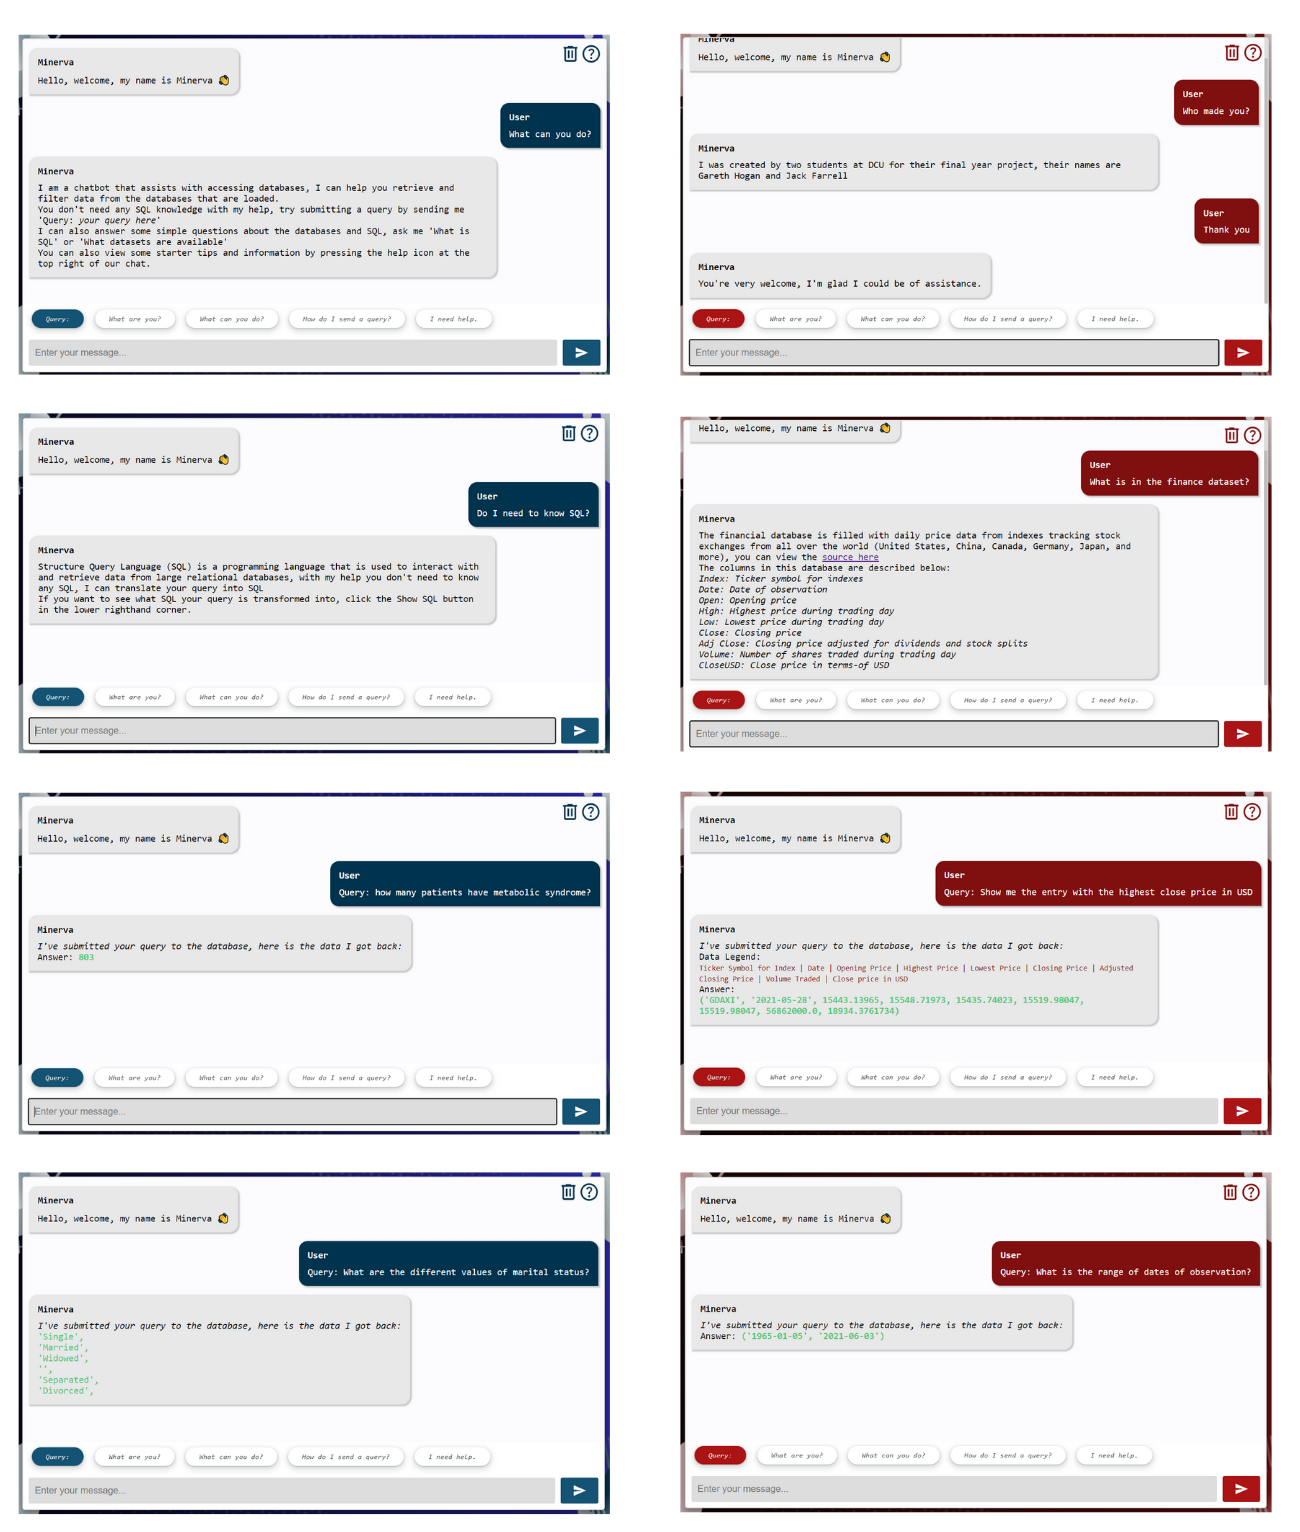 Minerva
Hello, welcome, my name is Minerva
User
What can you do?
Minerva
I am a chatbot that assists with accessing databases, I can help you retrieve and
filter data from the databases that are loaded.
You don't need any SQL knowledge with my help, try submitting a query by sending me
'Query: your query here'
I can also answer some simple questions about the databases and SQL, ask me 'What is
SQL' or 'What datasets are available'
You can also view some starter tips and information by pressing the help icon at the
top right of our chat.
Query:
What are you?
What can you do?
How do I send a query?
I need help.
Enter your message...
Minerva
Hello, welcome, my name is Minerva
User
Who made you?
Minerva
I was created by two students at DCU for their final year project, their names are
Gareth Hogan and Jack Farrell
User
Thank you
Minerva
You're very welcome, I'm glad I could be of assistance.
Query:
What are you?
What can you do?
How do I send a query?
I need help.
Enter your message...
Minerva
Hello, welcome, my name is Minerva
User
Do I need to know SQL?
Minerva
Structure Query Language (SQL) is a programming language that is used to interact with
and retrieve data from large relational databases, with my help you don't need to know
any SQL, I can translate your query into SQL
If you want to see what SQL your query is transformed into, click the Show SQL button
in the lower righthand corner.
Query:
What are you?
What can you do?
How do I send a query?
I need help.
Enter your message...
Hello, welcome, my name is Minerva
User
What is in the finance dataset?
Minerva
The financial database is filled with daily price data from indexes tracking stock
exchanges from all over the world (United States, China, Canada, Germany, Japan, and
more), you can view the source here
The columns in this database are described below:
Index: Ticker symbol for indexes
Date: Date of observation
Open: Opening price
High: Highest price during trading day
Low: Lowest price during trading day
Close: Closing price
Adj Close: Closing price adjusted for dividends and stock splits
Volume: Number of shares traded during trading day
CloseUSD: Close price in terms-of USD
Query:
What are you?
What can you do?
How do I send a query?
I need help.
Enter your message...
Minerva
Hello, welcome, my name is Minerva
User
Query: how many patients have metabolic syndrome?
Minerva
I've submitted your query to the database, here is the data I got back:
Answer: 803
Query:
What are you?
What can you do?
How do I send a query?
I need help.
Enter your message...
Minerva
Hello, welcome, my name is Minerva
User
Query: Show me the entry with the highest close price in USD
Minerva
I've submitted your query to the database, here is the data I got back:
Data Legend:
Ticker Symbol for Index | Date | Opening Price | Highest Price | Lowest Price | Closing Price | Adjusted
Closing Price | Volume Traded | Close price in USD
Answer:
('GDAXI', '2021-05-28', 15443.13965, 15548.71973, 15435.74023, 15519.98047,
15519.98047, 56862000.0, 18934.3761734)
Query:
What are you?
What can you do?
How do I send a query?
I need help.
Enter your message...
Minerva
Hello, welcome, my name is Minerva
User
Query: What are the different values of marital status?
Minerva
I've submitted your query to the database, here is the data I got back:
'Single',
'Married',
'Widowed',
'',
'Separated',
'Divorced',
Query:
What are you?
What can you do?
How do I send a query?
I need help.
Enter your message...
Minerva
Hello, welcome, my name is Minerva
User
Query: What is the range of dates of observation?
Minerva
I've submitted your query to the database, here is the data I got back:
Answer: ('1965-01-05', '2021-06-03')
Query:
What are you?
What can you do?
How do I send a query?
I need help.
Enter your message...